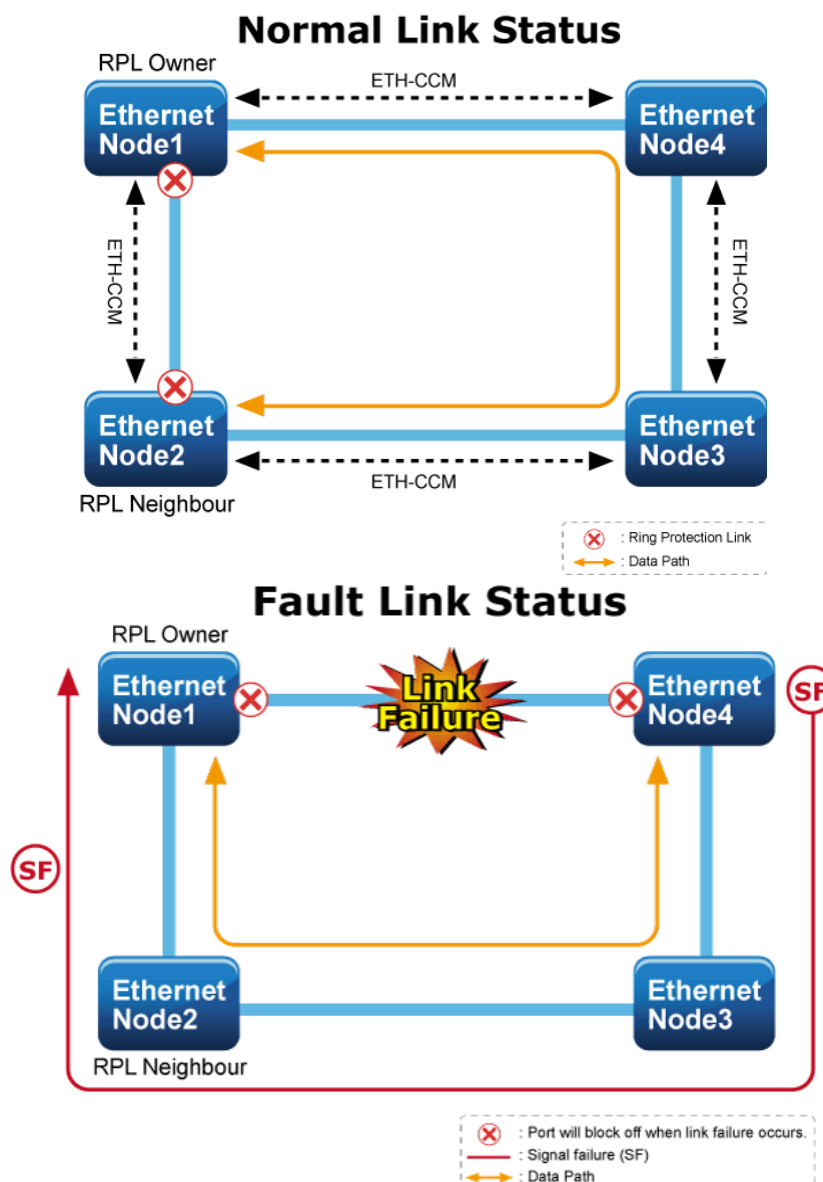 Normal Link Status
RPL Owner
ETH-CCM
Ethernet
Node1
Ethernet
Node4
ETH-CCM
ETH-CCM
Ethernet
Node2
Ethernet
Node3
ETH-CCM
RPL Neighbour
: Ring Protection Link
: Data Path
Fault Link Status
RPL Owner
Ethernet
Node1
Link
Failure
Ethernet
Node4
SF
SF
Ethernet
Node2
Ethernet
Node3
RPL Neighbour
: Port will block off when link failure occurs.
: Signal failure (SF)
: Data Path